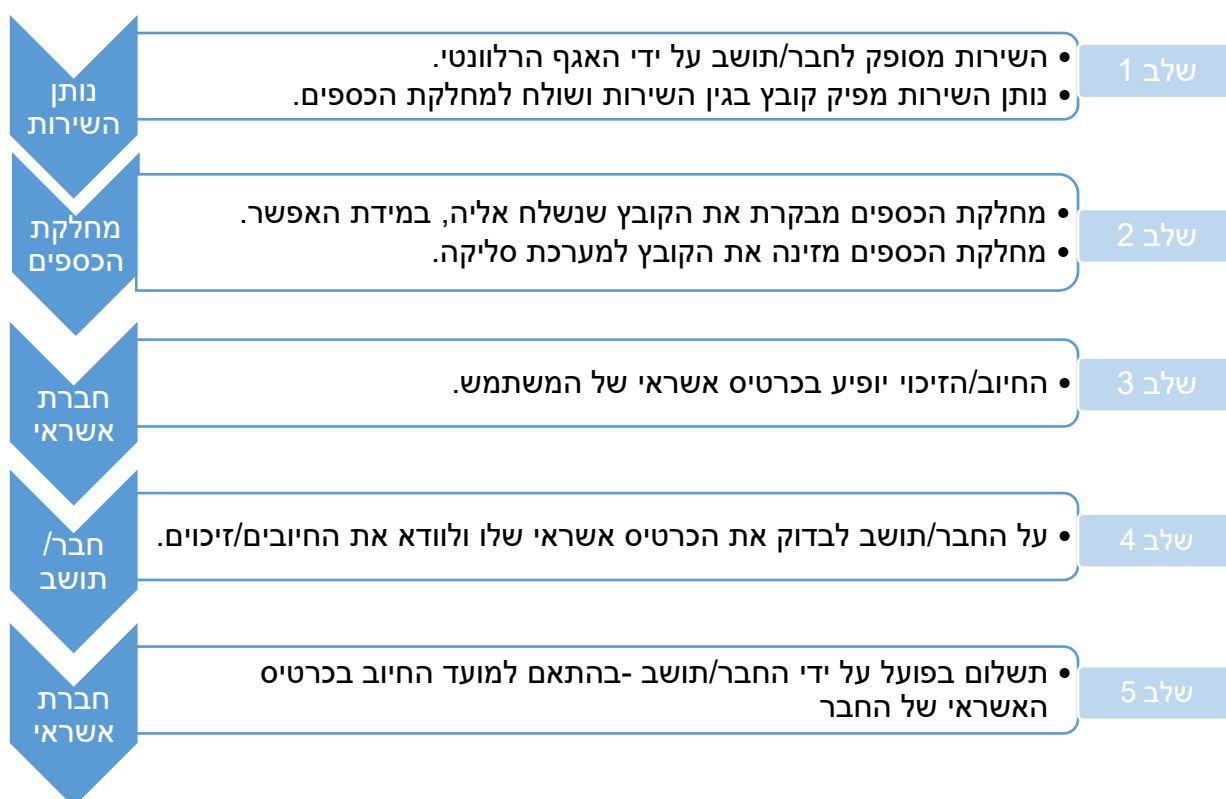 שלב 1
• השירות מסופק לחבר/תושב על ידי האגף הרלוונטי.
• נותן השירות מפיק קובץ בגין השירות ושולח למחלקת הכספים.
נותן
השירות
שלב 2
• מחלקת הכספים מבקרת את הקובץ שנשלח אליה, במידת האפשר.
• מחלקת הכספים מזינה את הקובץ למערכת סליקה.
מחלקת
הכספים
שלב 3
• החיוב/הזיכוי יופיע בכרטיס אשראי של המשתמש.
חברת
אשראי
שלב 4
• על החבר/תושב לבדוק את הכרטיס אשראי שלו ולוודא את החיובים/זיכוים.
חבר/
תושב
שלב 5
• תשלום בפועל על ידי החבר/תושב -בהתאם למועד החיוב בכרטיס
האשראי של החבר
חברת
אשראי